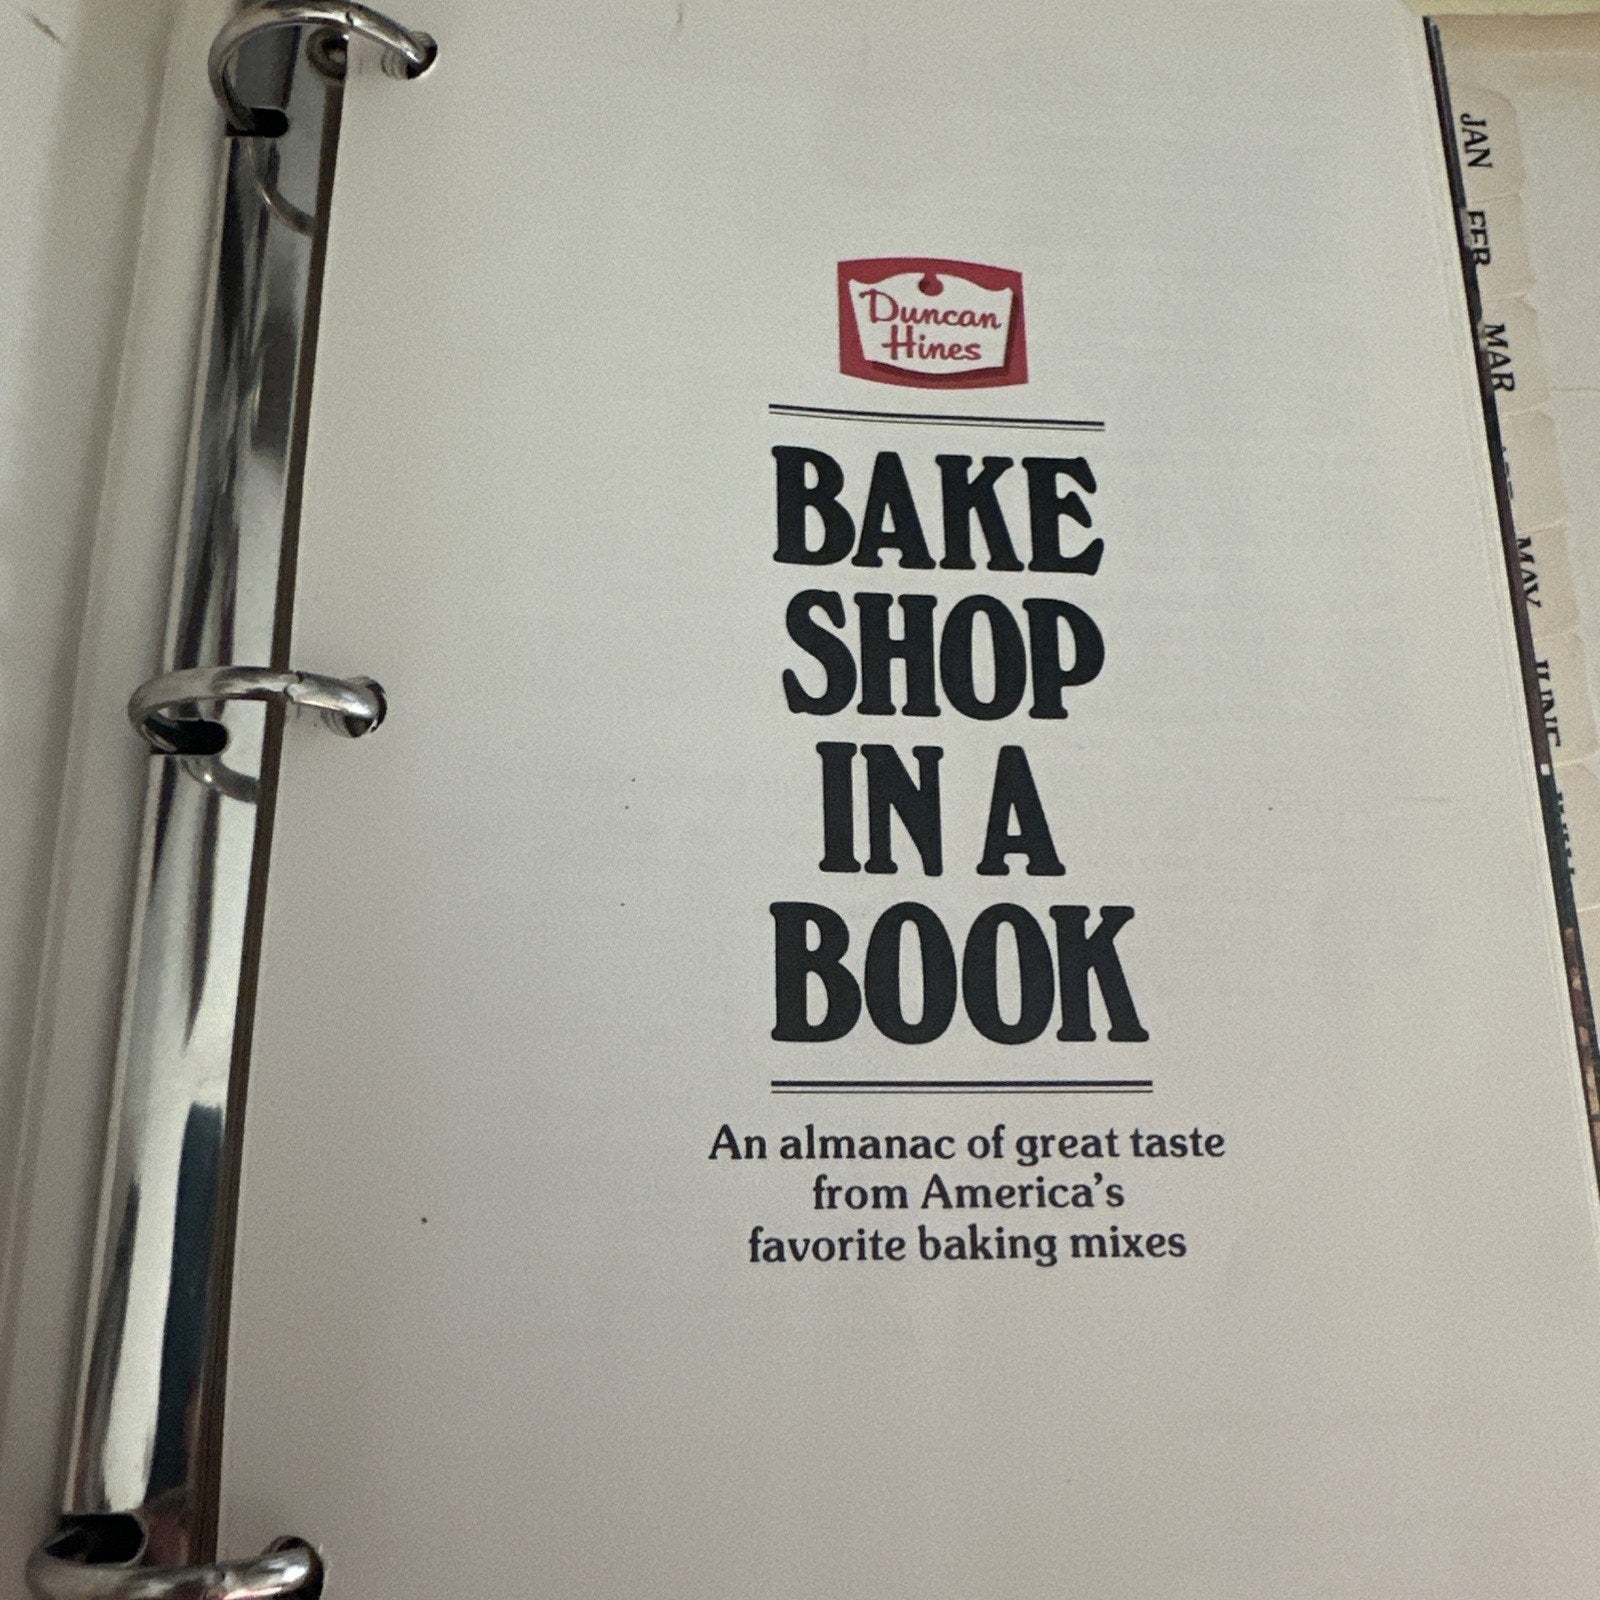 Duncan
Hines
BAKE
SHOP
IN A
BOOK
An almanac of great taste
from America's
favorite baking mixes
JAN
FEB
MAR
MAY
JUNE